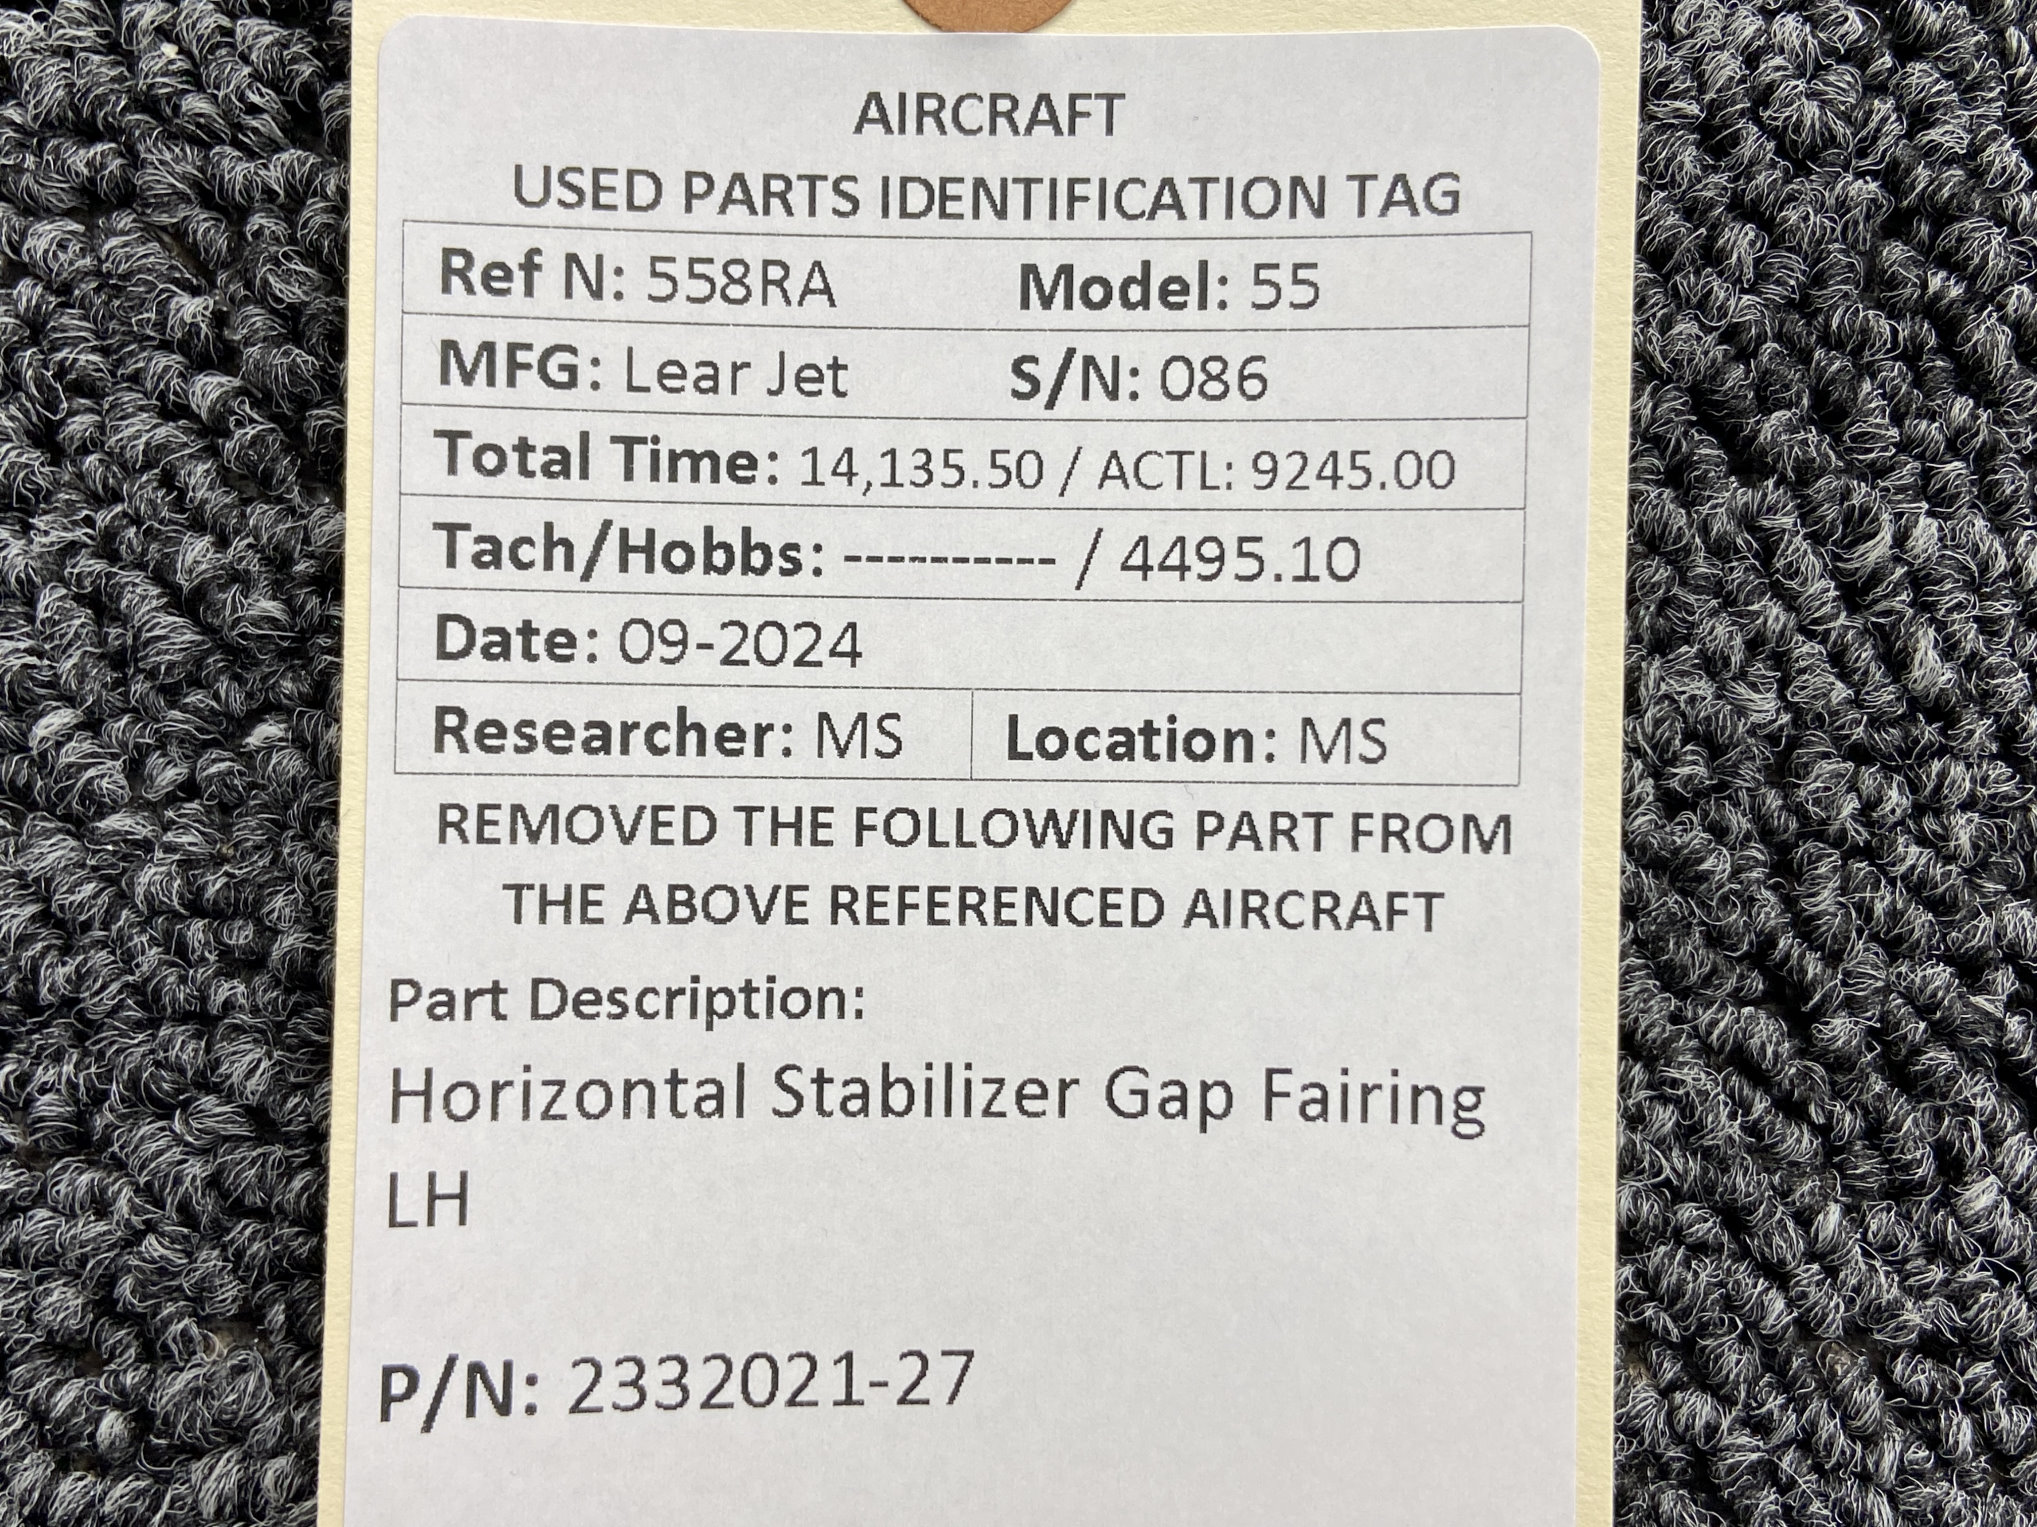 AIRCRAFT
USED PARTS IDENTIFICATION TAG
Ref N: 558RA Model: 55
MFG: Lear Jet S/N: 086
Total Time: 14,135.50 / ACTL: 9245.00
Tach/Hobbs: ---------- / 4495.10
Date: 09-2024
Researcher: MS Location: MS
REMOVED THE FOLLOWING PART FROM
THE ABOVE REFERENCED AIRCRAFT
Part Description:
Horizontal Stabilizer Gap Fairing
LH
P/N: 2332021-27